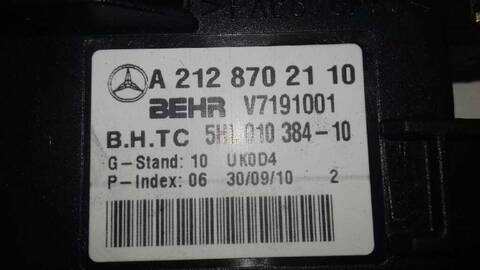 A 212 870 21 10
BEHR V7191001
B.H.TC 5HB 010 384-10
G-Stand: 10 UK0D4
P-Index: 06 30/09/10 2